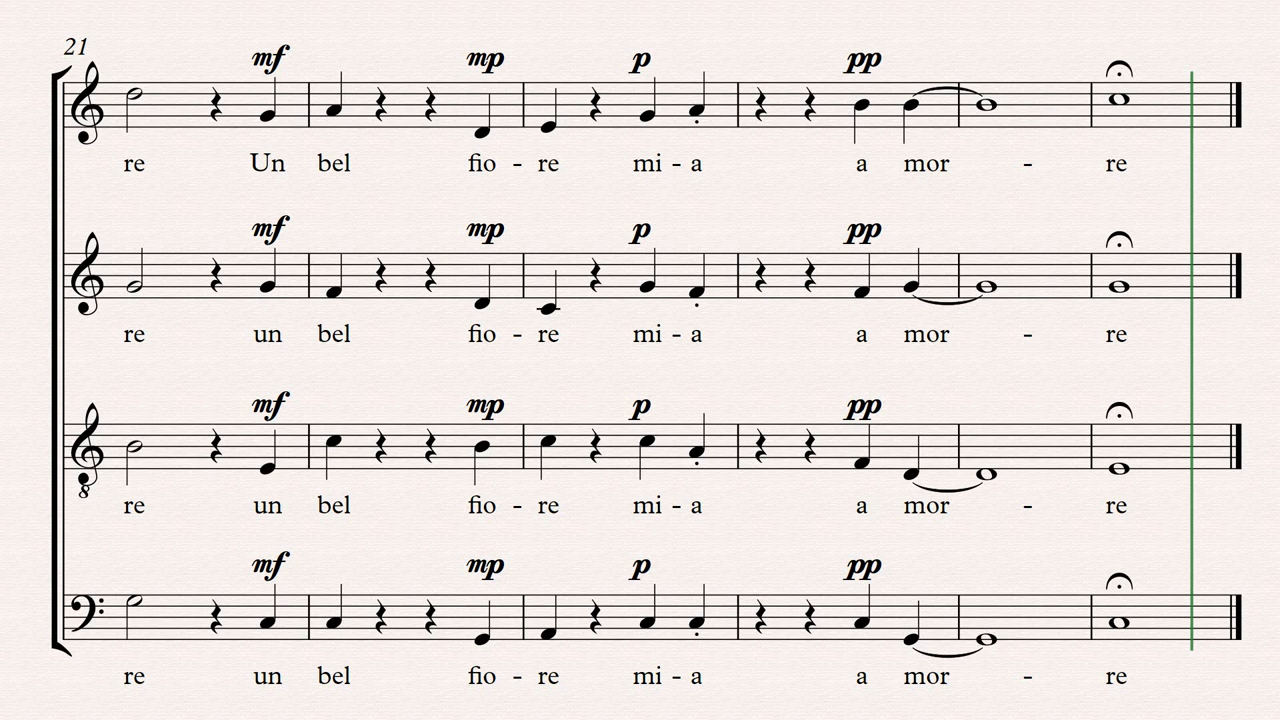 21
mf mp p pp
re Un bel fio - re mi - a a mor - re
mf mp p pp
re un bel fio - re mi - a a mor - re
mf mp p pp
8
re un bel fio - re mi - a a mor - re
mf mp p pp
re un bel fio - re mi - a a mor - re